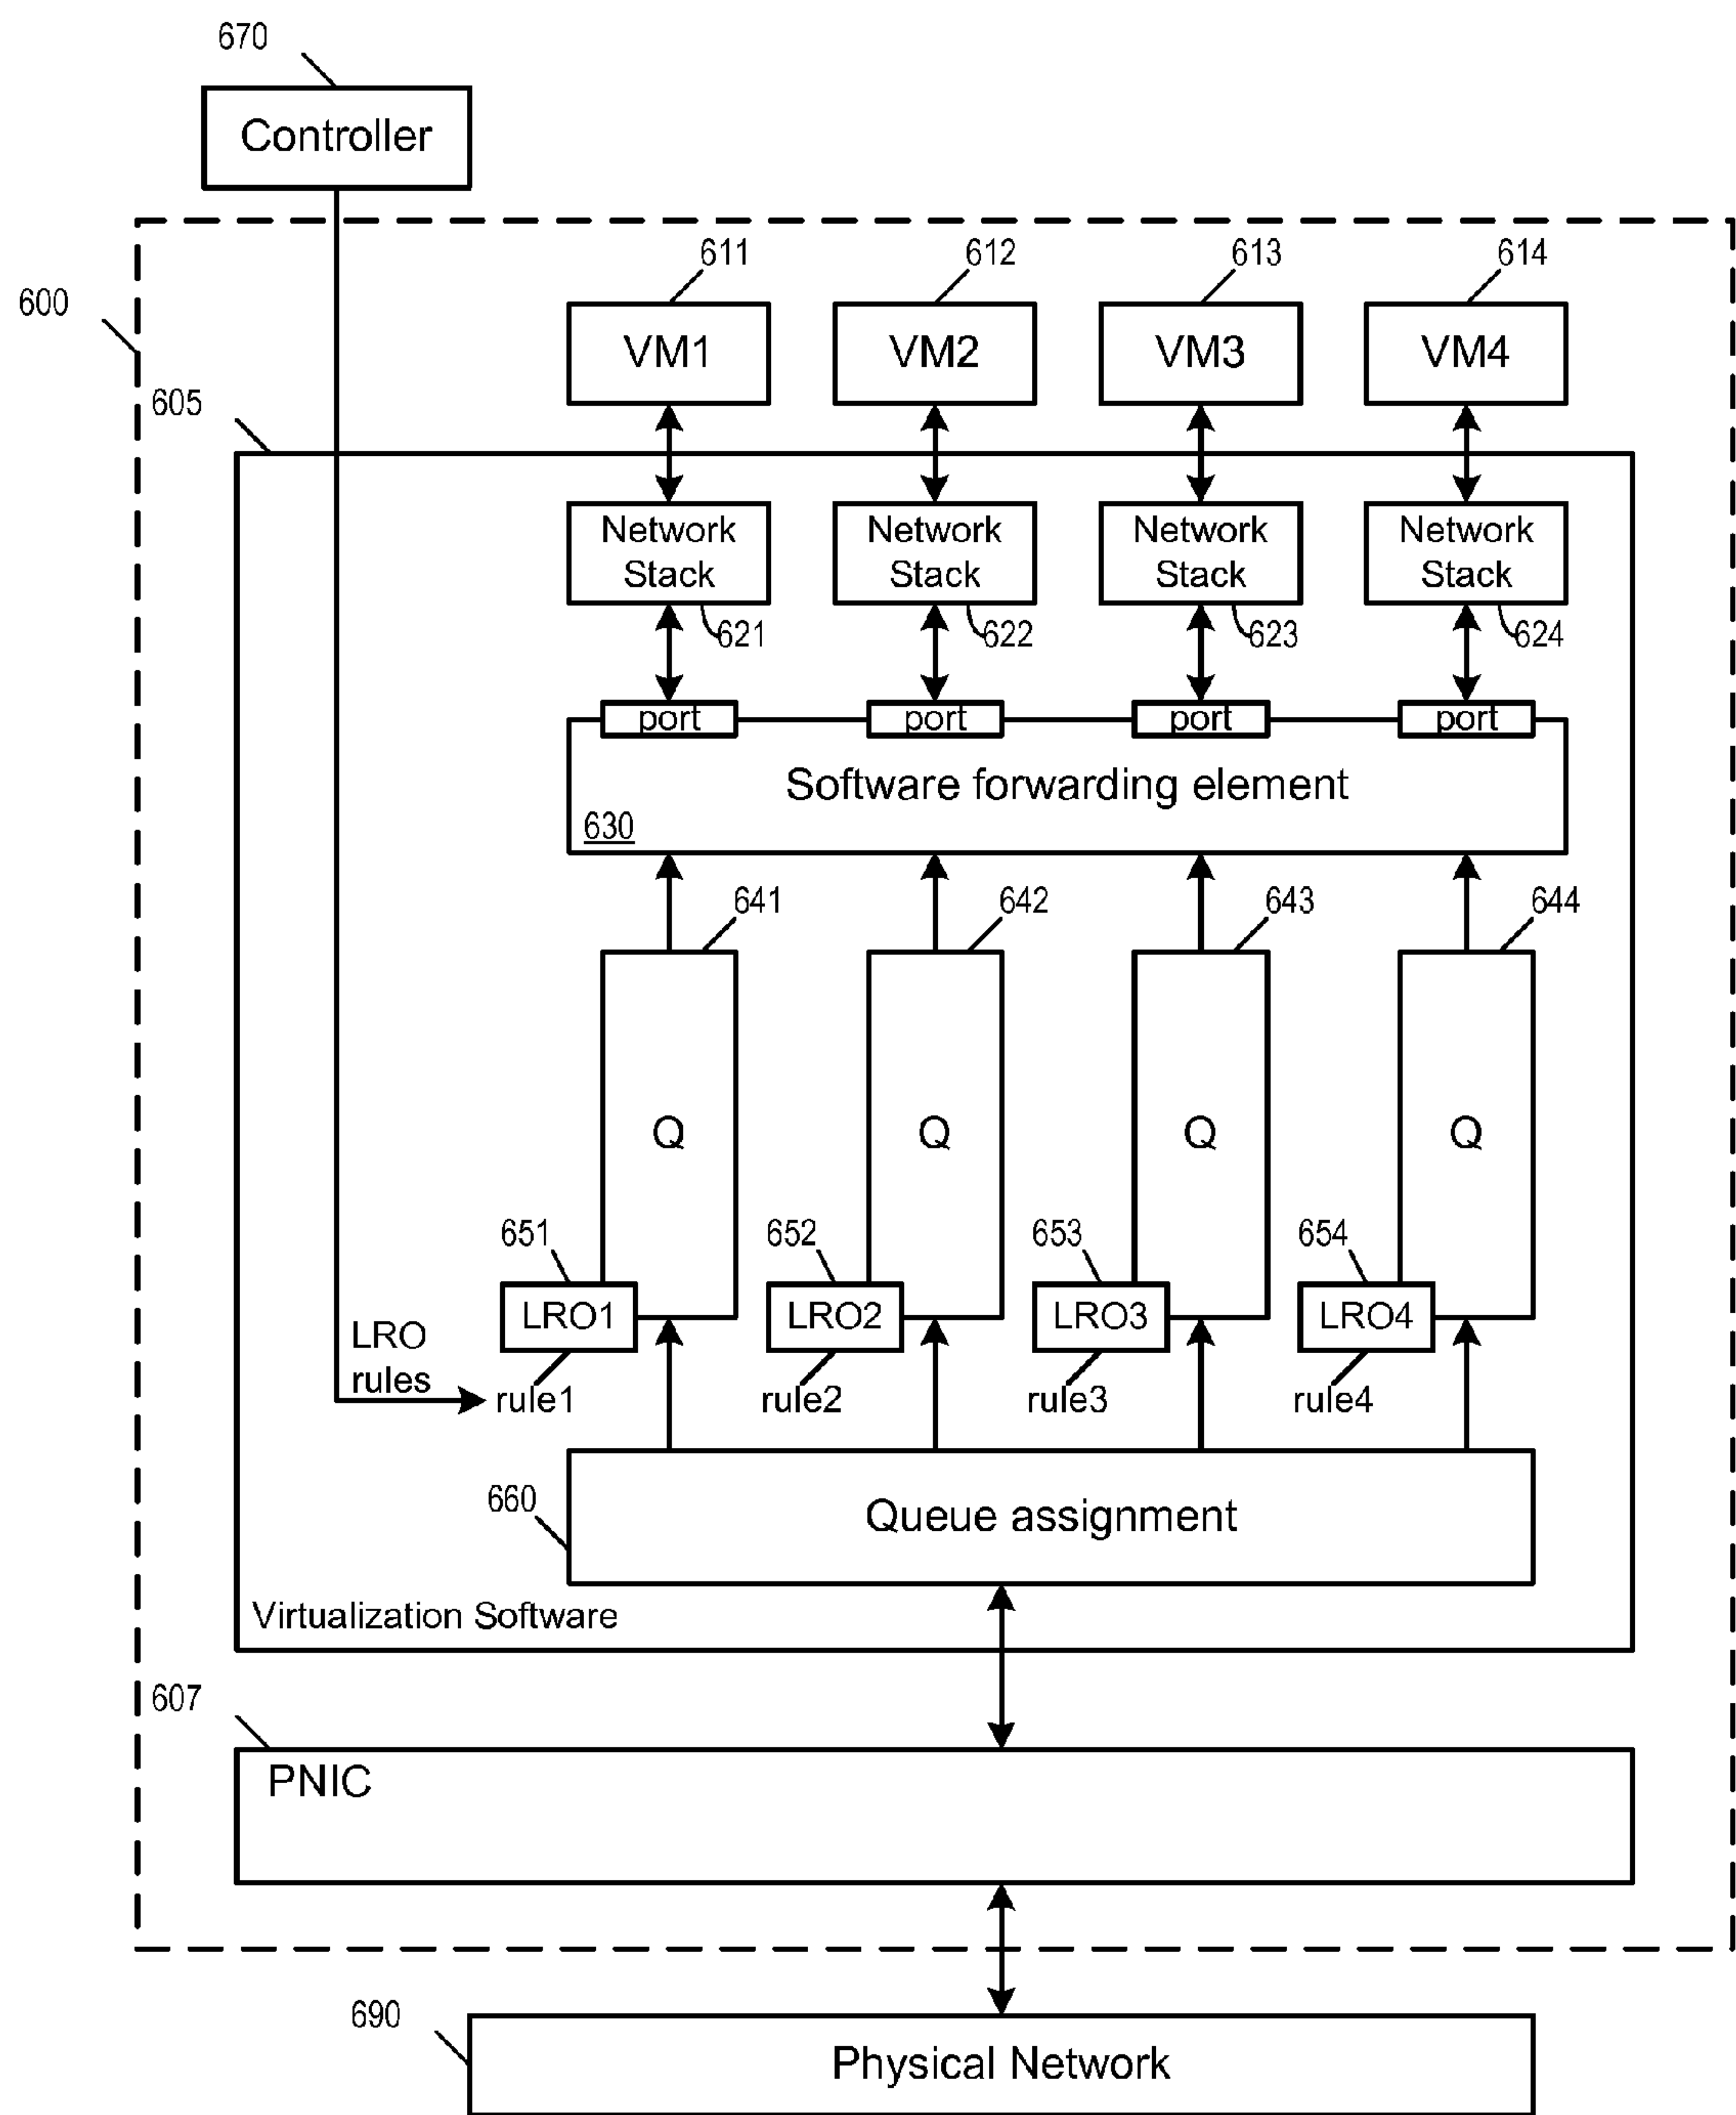 670
Controller
600
611
612
613
614
VM1
VM2
VM3
VM4
605
Network
Stack
Network
Stack
Network
Stack
Network
Stack
621
622
623
624
port
port
port
port
Software forwarding element
630
641
642
643
644
Q
Q
Q
Q
651
652
653
654
LRO1
LRO2
LRO3
LRO4
LRO
rules
rule1
rule2
rule3
rule4
660
Queue assignment
Virtualization Software
607
PNIC
690
Physical Network